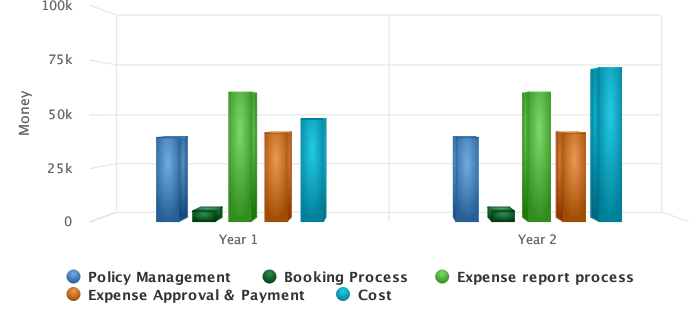 100k
75k
50k
25k
0
Money
Year 1
Year 2
Policy Management
Booking Process
Expense report process
Expense Approval & Payment
Cost